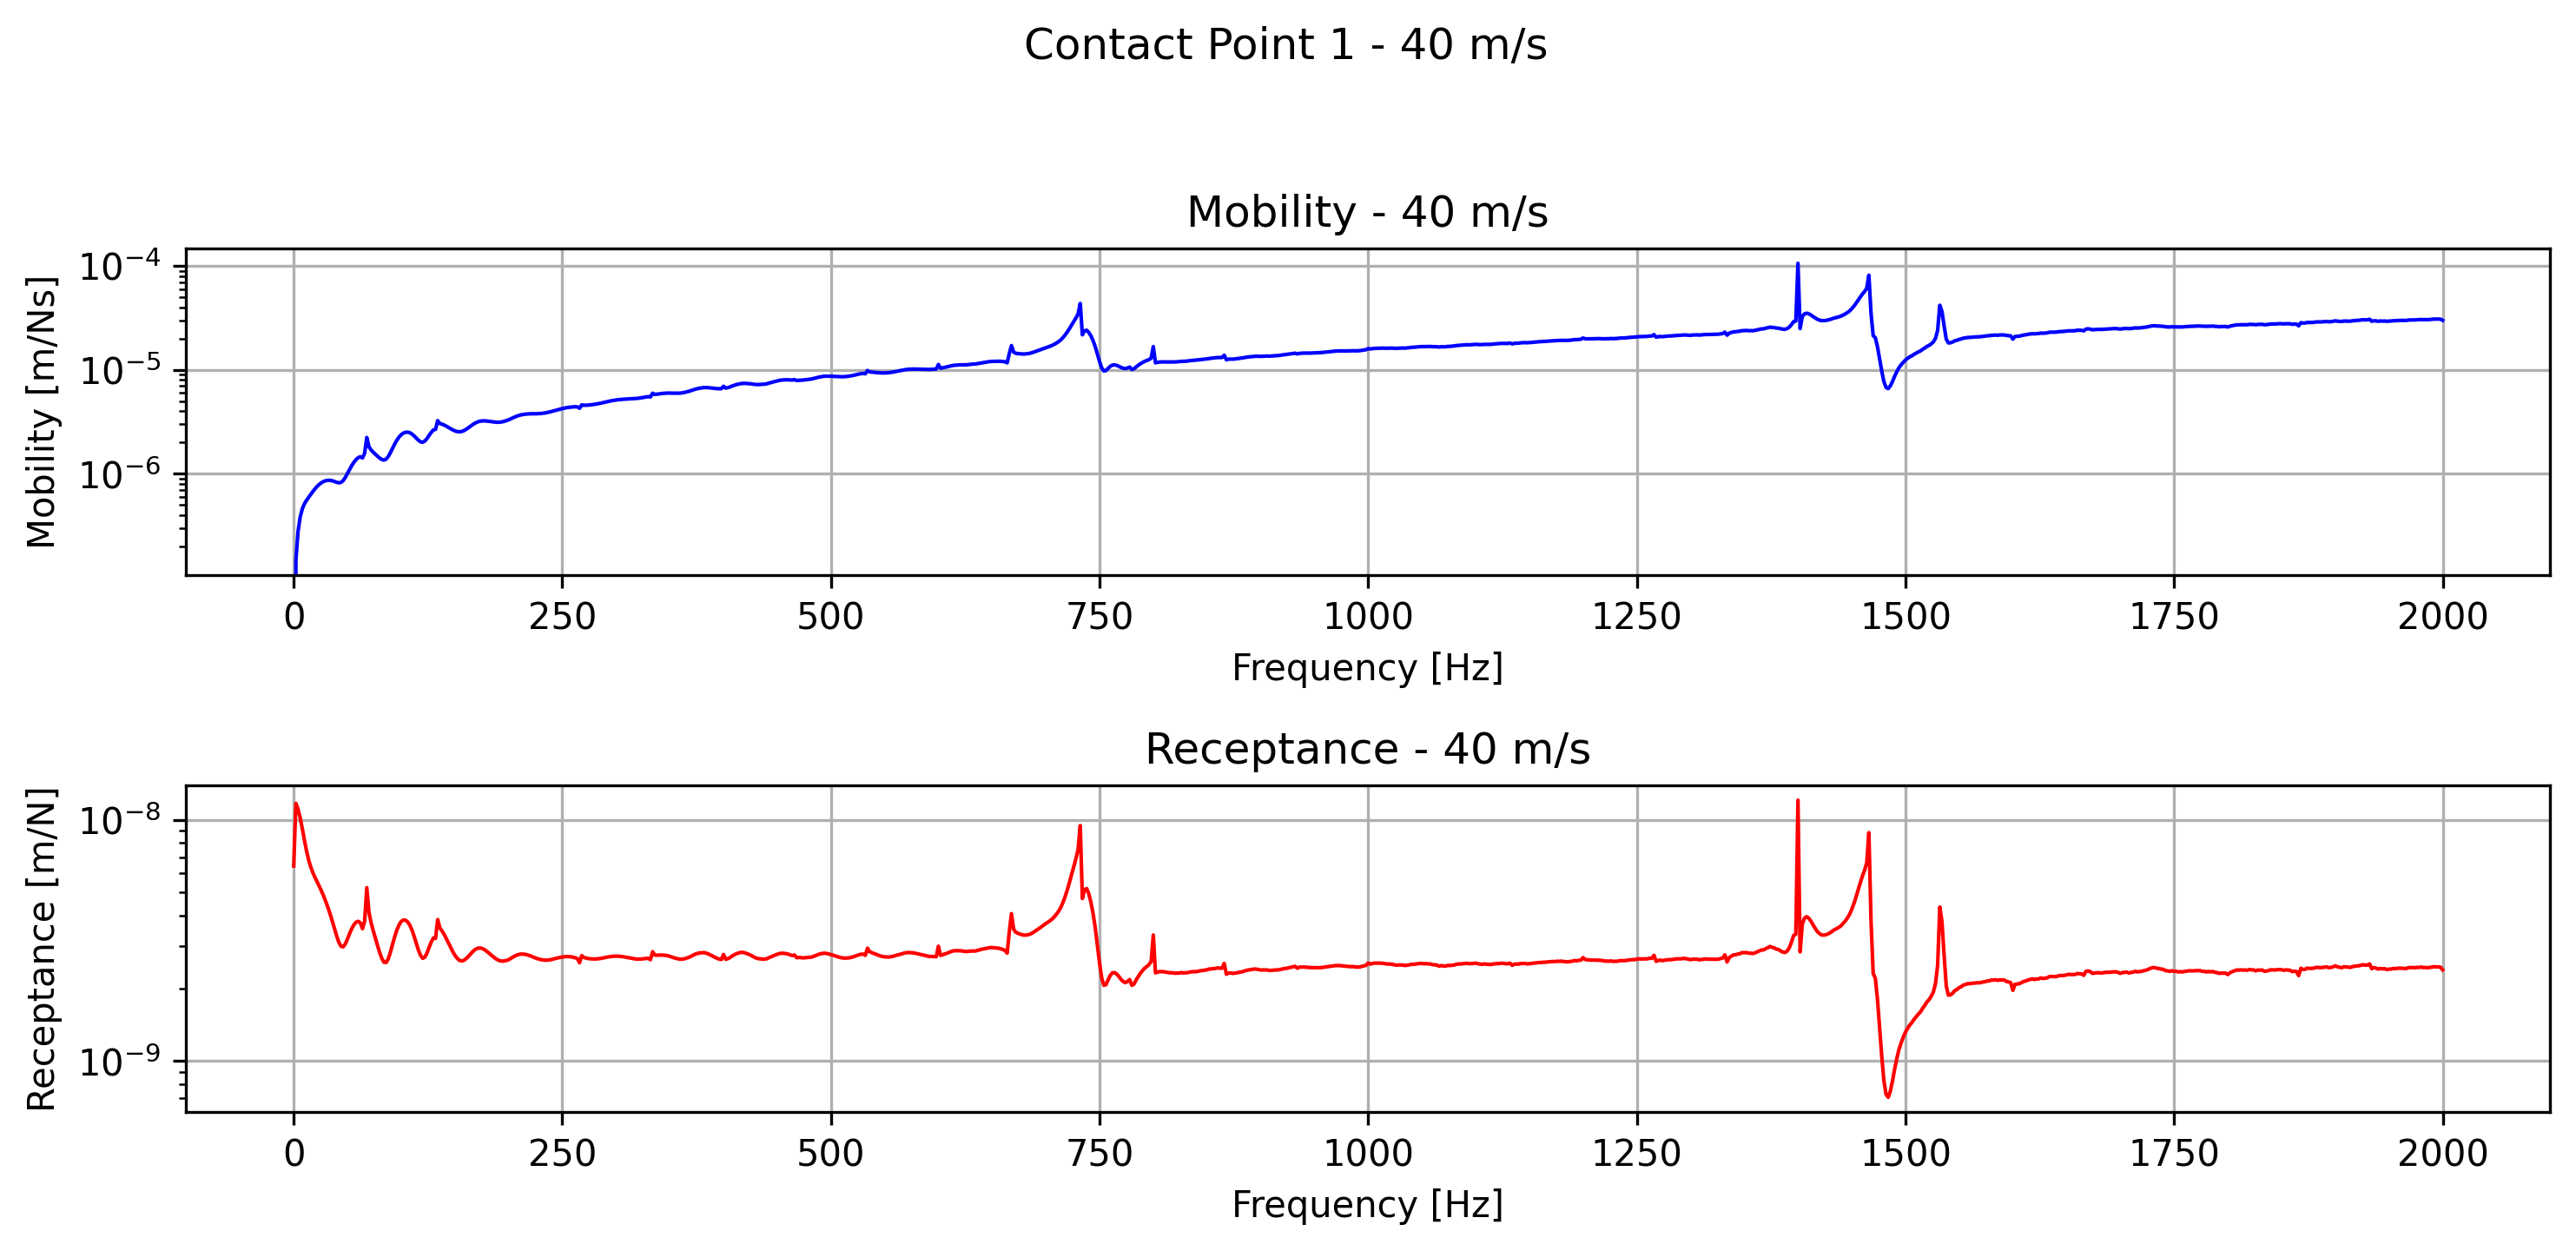 Contact Point 1 - 40 m/s
Mobility - 40 m/s
Mobility [m/Ns]
10⁻⁴
10⁻⁵
10⁻⁶
0 250 500 750 1000 1250 1500 1750 2000
Frequency [Hz]
Receptance - 40 m/s
Receptance [m/N]
10⁻⁸
10⁻⁹
0 250 500 750 1000 1250 1500 1750 2000
Frequency [Hz]